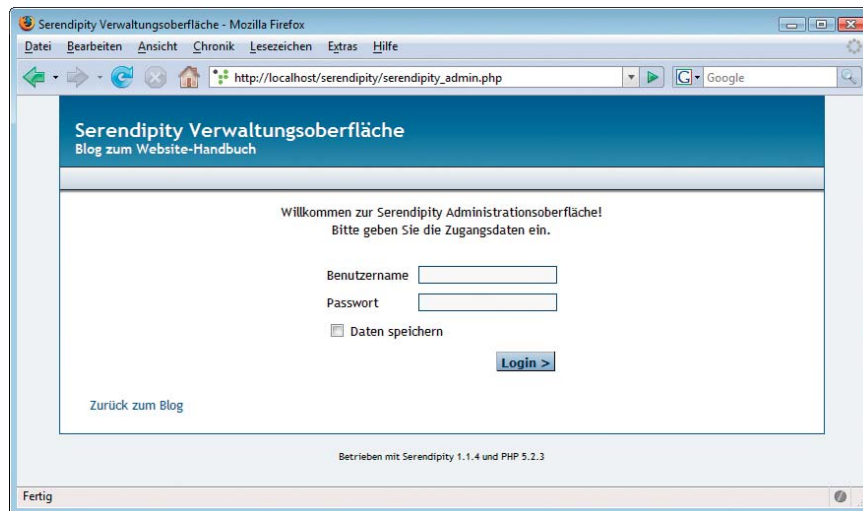 Serendipity Verwaltungsoberfläche - Mozilla Firefox
Datei Bearbeiten Ansicht Chronik Lesezeichen Extras Hilfe
http://localhost/serendipity/serendipity_admin.php
G Google
Serendipity Verwaltungsoberfläche
Blog zum Website-Handbuch
Willkommen zur Serendipity Administrationsoberfläche!
Bitte geben Sie die Zugangsdaten ein.
Benutzername
Passwort
Daten speichern
Login >
Zurück zum Blog
Betrieben mit Serendipity 1.1.4 und PHP 5.2.3
Fertig